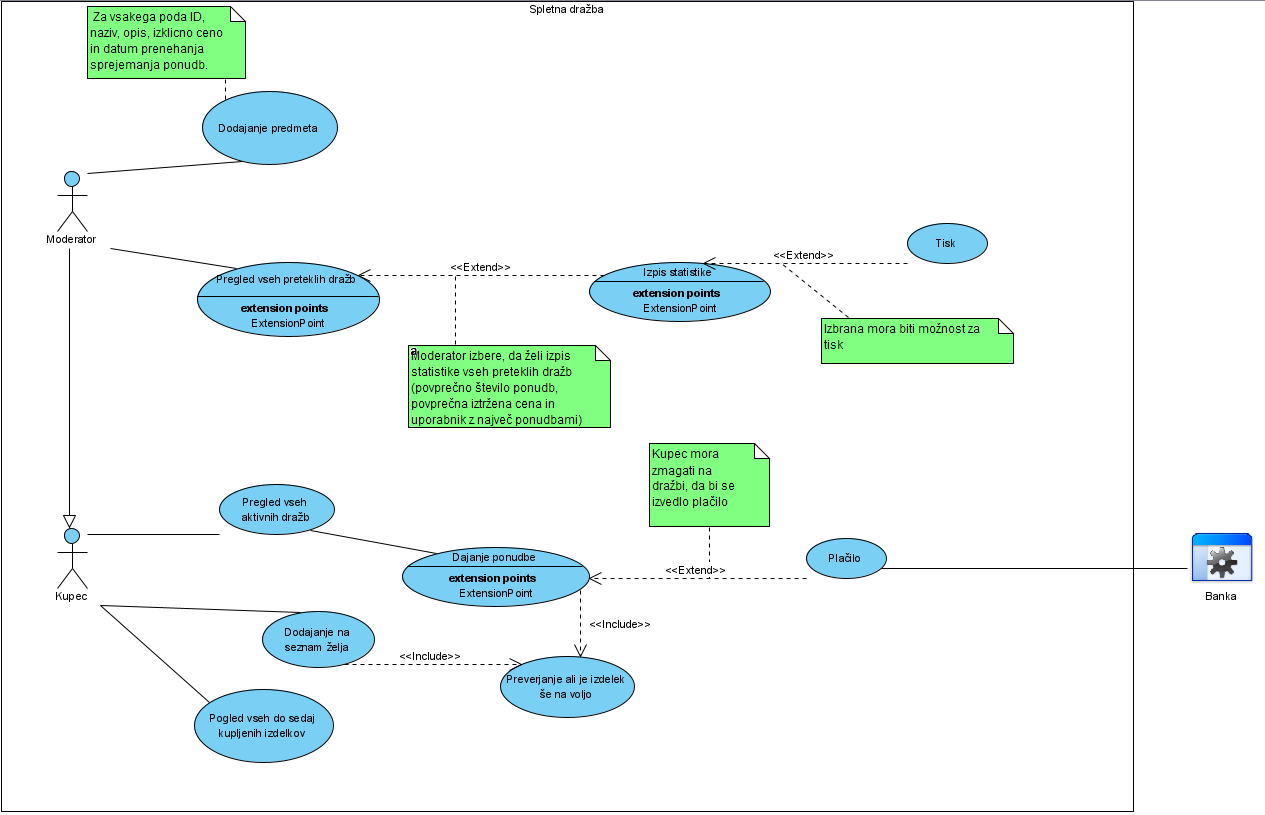 Spletna dražba
Za vsakega poda ID,
naziv, opis, izklicno ceno
in datum prenehanja
sprejemanja ponudb.
Dodajanje predmeta
Moderator
Pregled vseh preteklih dražb
extension points
ExtensionPoint
<<Extend>>
Izpis statistike
extension points
ExtensionPoint
<<Extend>>
Tisk
Izbrana mora biti možnost za
tisk
a
Moderator izbere, da želi izpis
statistike vseh preteklih dražb
(povprečno število ponudb,
povprečna iztržena cena in
uporabnik z največ ponudbami)
Kupec mora
zmagati na
dražbi, da bi se
izvedlo plačilo
Pregled vseh
aktivnih dražb
Kupec
Dajanje ponudbe
extension points
ExtensionPoint
<<Extend>>
Plačilo
Banka
<<Include>>
Dodajanje na
seznam želja
<<Include>>
Preverjanje ali je izdelek
še na voljo
Pogled vseh do sedaj
kupljenih izdelkov